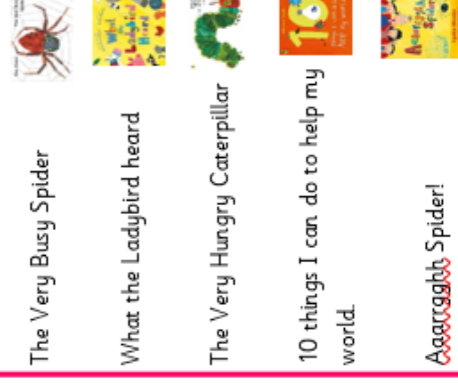 The Very Busy Spider
What the Ladybird heard
The Very Hungry Caterpillar
10 things I can do to help my
world.
Aaarrgghh Spider!